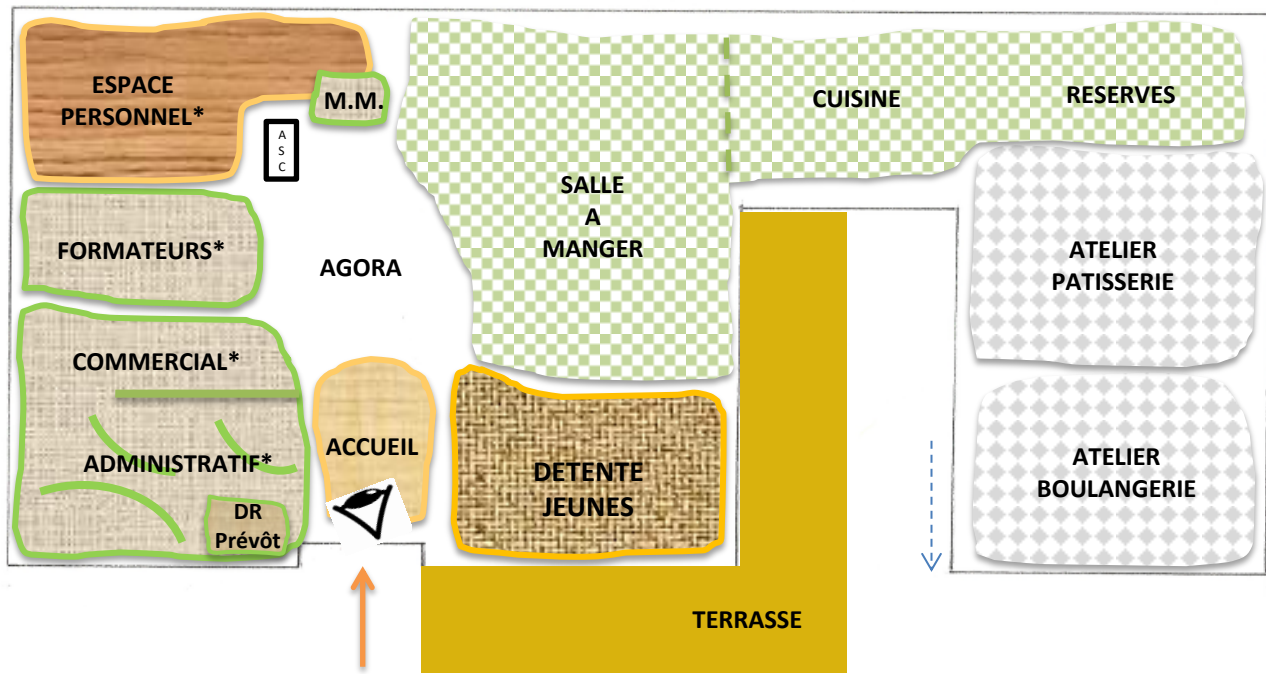 ESPACE
PERSONNEL*
M.M.
A
S
C
CUISINE
RESERVES
SALLE
A
MANGER
FORMATEURS*
AGORA
ATELIER
PATISSERIE
COMMERCIAL*
ACCUEIL
ADMINISTRATIF*
DR
Prévôt
DETENTE
JEUNES
ATELIER
BOULANGERIE
TERRASSE